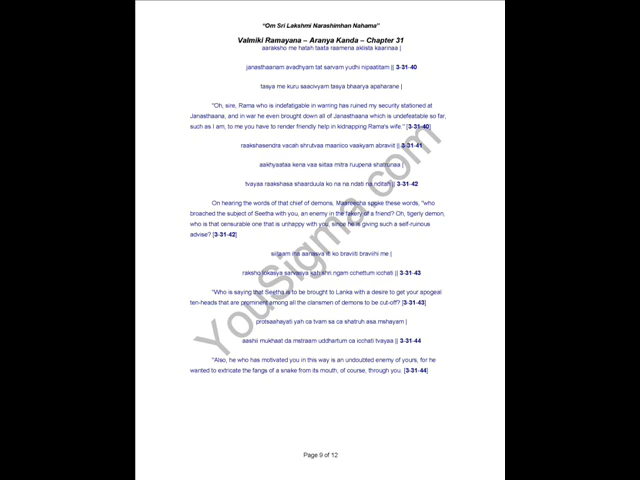 "Om Sri Lakshmi Narashimhan Nahama"
Valmiki Ramayana – Aranya Kanda – Chapter 31
aaraksho me hatah taata raamena aklista kaarinaa |
janasthaanam avadhyam tat sarvam yudhi nipaatitam || 3-31-40
tasya me kuru saacivyam tasya bhaarya apaharane |
"Oh, sire, Rama who is indefatigable in warring has ruined my security stationed at
Janasthaana, and in war he even brought down all of Janasthaana which is undefeatable so far,
such as I am, to me you have to render friendly help in kidnapping Rama's wife." [3-31-40]
raakshasendra vacah shrutvaa maariico vaakyam abraviit || 3-31-41
aakhyaataa kena vaa siitaa mitra ruupena shatrunaa |
tvayaa raakshasa shaarduula ko na na.ndati na.nditah || 3-31-42
On hearing the words of that chief of demons, Maareecha spoke these words, "who
broached the subject of Seetha with you, an enemy in the fakery of a friend? Oh, tigerly demon,
who is that censurable one that is unhappy with you, since he is giving such a self-ruinous
advise? [3-31-42]
siitaam iha aanasva iti ko braviiti braviihi me |
raksho lokasya sarvasya kah shri.ngam cchettum icchati || 3-31-43
"Who is saying that Seetha is to be brought to Lanka with a desire to get your apogeal
ten-heads that are prominent among all the clansmen of demons to be cut-off? [3-31-43]
protsaahayati yah ca tvam sa ca shatruh asa.mshayam |
aashii mukhaat da.mstraam uddhartum ca icchati tvayaa || 3-31-44
"Also, he who has motivated you in this way is an undoubted enemy of yours, for he
wanted to extricate the fangs of a snake from its mouth, of course, through you. [3-31-44]
YouSigma.com
Page 9 of 12